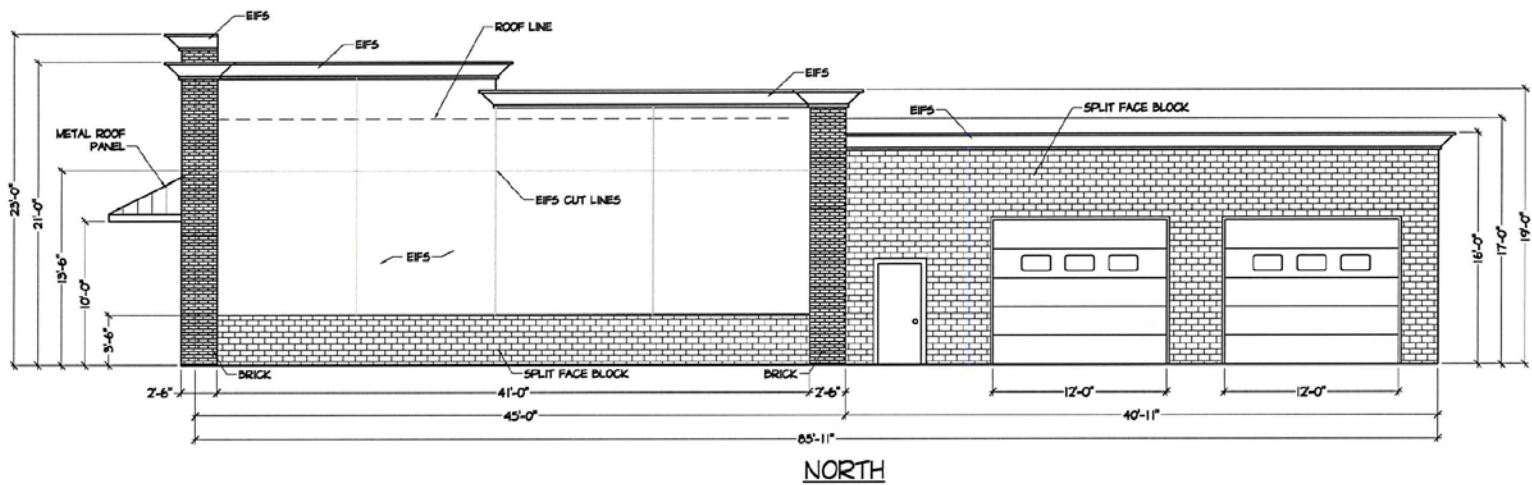 EIFS
ROOF LINE
EIFS
EIFS
EIFS
SPLIT FACE BLOCK
METAL ROOF
PANEL
EIFS CUT LINES
EIFS
23'-0"
21'-0"
13'-6"
10'-0"
3'-6"
16'-0"
17'-0"
19'-0"
BRICK
SPLIT FACE BLOCK
BRICK
2'-6"
41'-0"
2'-6"
12'-0"
12'-0"
45'-0"
40'-11"
85'-11"
NORTH